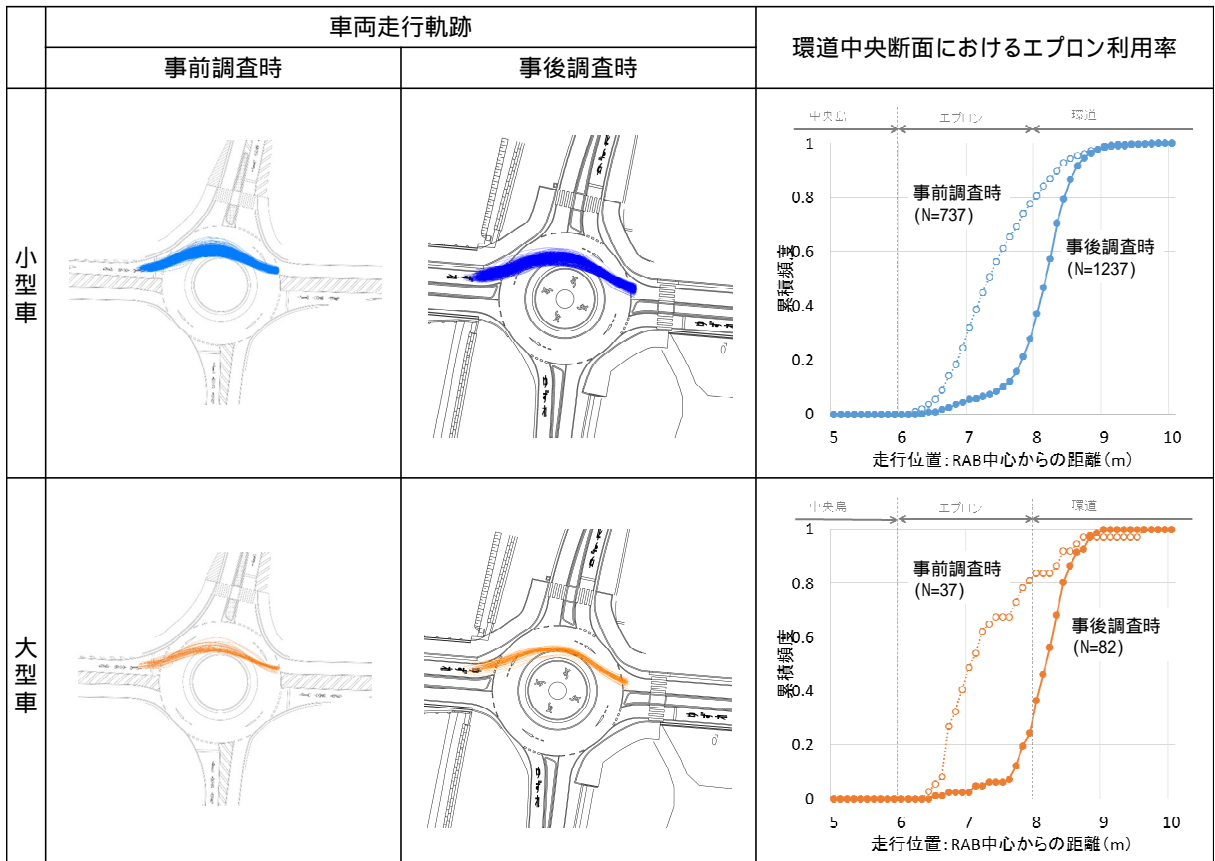 車両走行軌跡
環道中央断面におけるエプロン利用率
事前調査時
事後調査時
小型車
中央島
エプロン
環道
1
0.8
0.6
0.4
0.2
0
累積頻度
事前調査時
(N=737)
事後調査時
(N=1237)
5
6
7
8
9
10
走行位置:RAB中心からの距離(m)
大型車
中央島
エプロン
環道
1
0.8
0.6
0.4
0.2
0
累積頻度
事前調査時
(N=37)
事後調査時
(N=82)
5
6
7
8
9
10
走行位置:RAB中心からの距離(m)